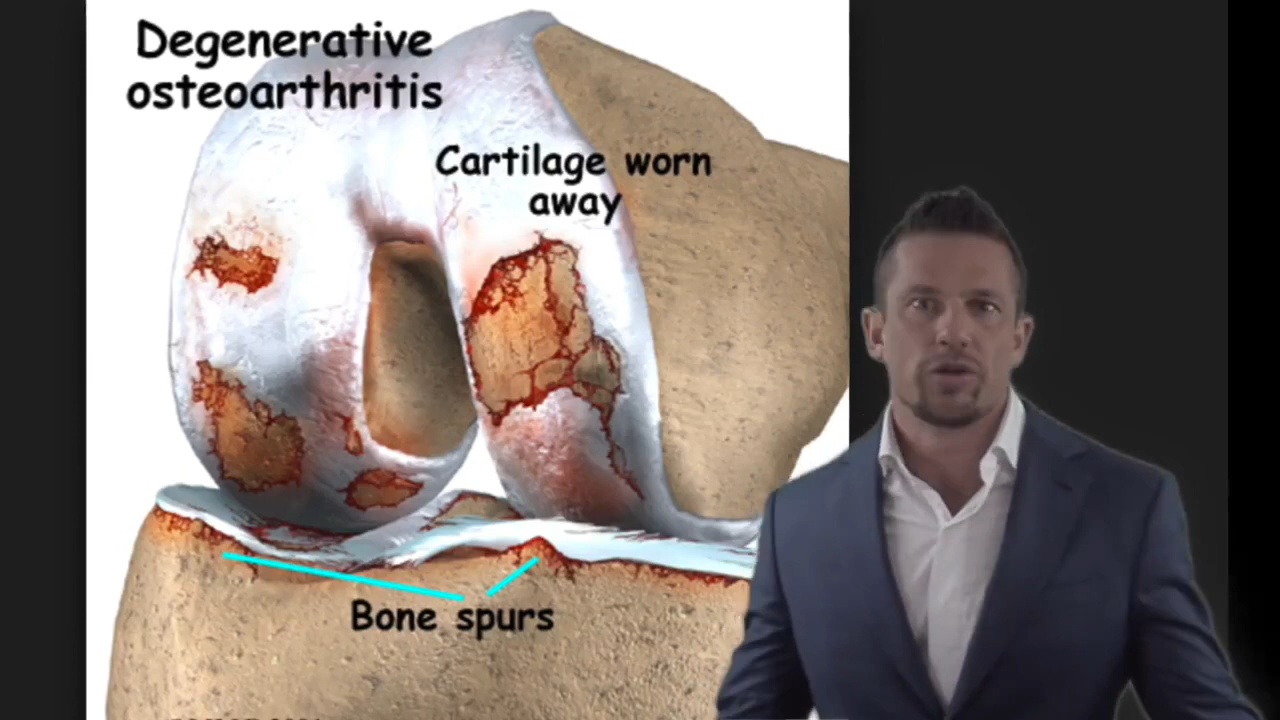 Degenerative
osteoarthritis
Cartilage worn
away
Bone spurs